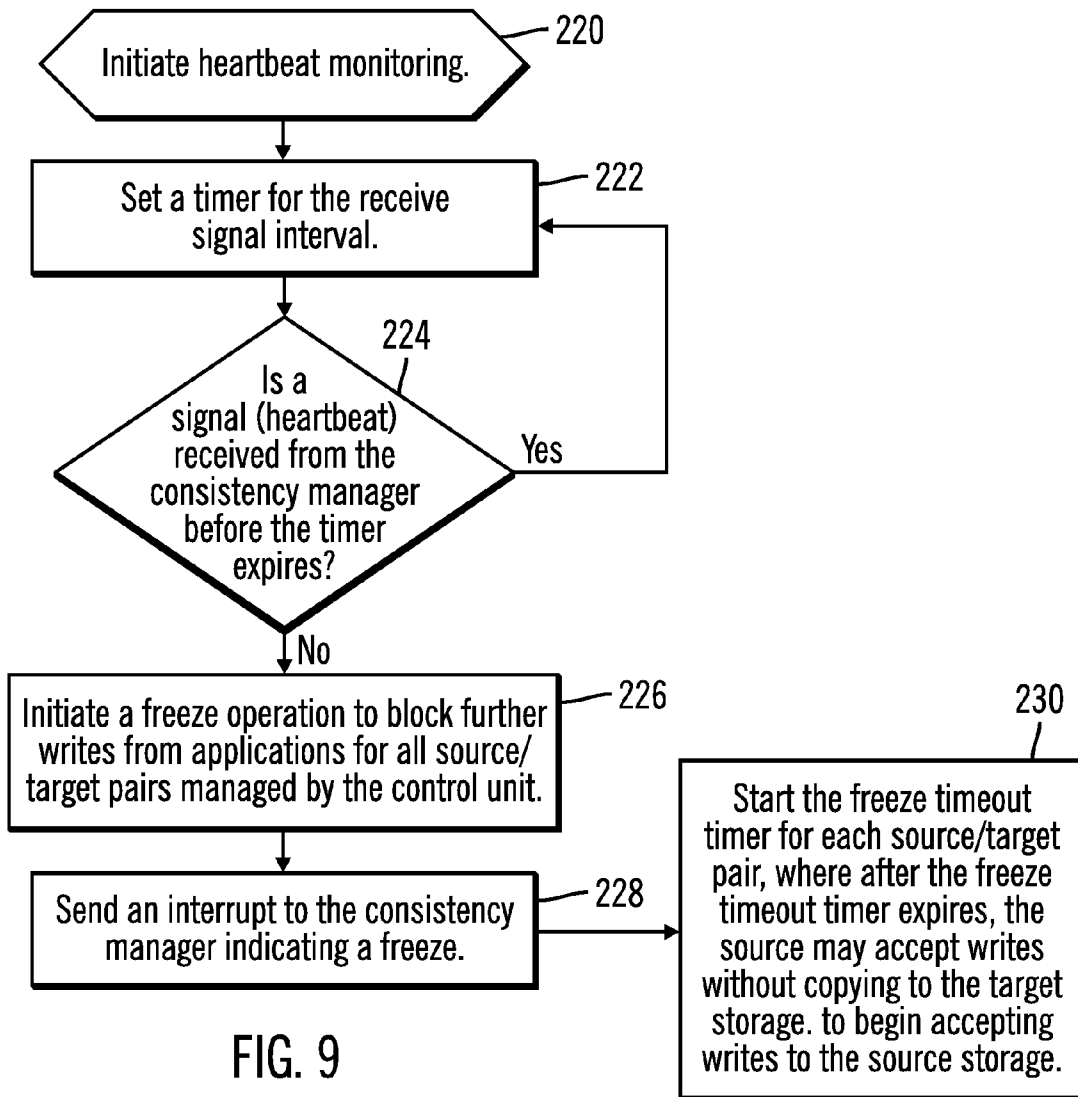 220
Initiate heartbeat monitoring.
222
Set a timer for the receive
signal interval.
224
Is a
signal (heartbeat)
received from the
consistency manager
before the timer
expires?
Yes
No
226
Initiate a freeze operation to block further
writes from applications for all source/
target pairs managed by the control unit.
228
Send an interrupt to the consistency
manager indicating a freeze.
230
Start the freeze timeout
timer for each source/target
pair, where after the freeze
timeout timer expires, the
source may accept writes
without copying to the target
storage. to begin accepting
writes to the source storage.
FIG. 9